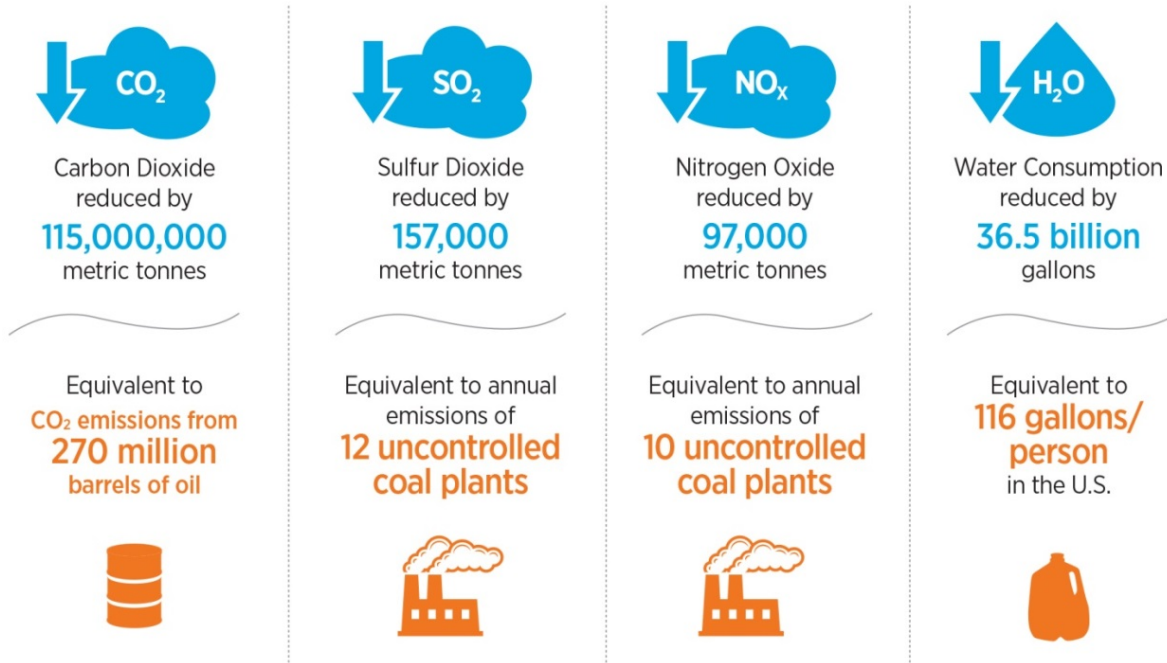 CO₂
Carbon Dioxide
reduced by
115,000,000
metric tonnes
Equivalent to
CO₂ emissions from
270 million
barrels of oil
SO₂
Sulfur Dioxide
reduced by
157,000
metric tonnes
Equivalent to annual
emissions of
12 uncontrolled
coal plants
NOₓ
Nitrogen Oxide
reduced by
97,000
metric tonnes
Equivalent to annual
emissions of
10 uncontrolled
coal plants
H₂O
Water Consumption
reduced by
36.5 billion
gallons
Equivalent to
116 gallons/
person
in the U.S.